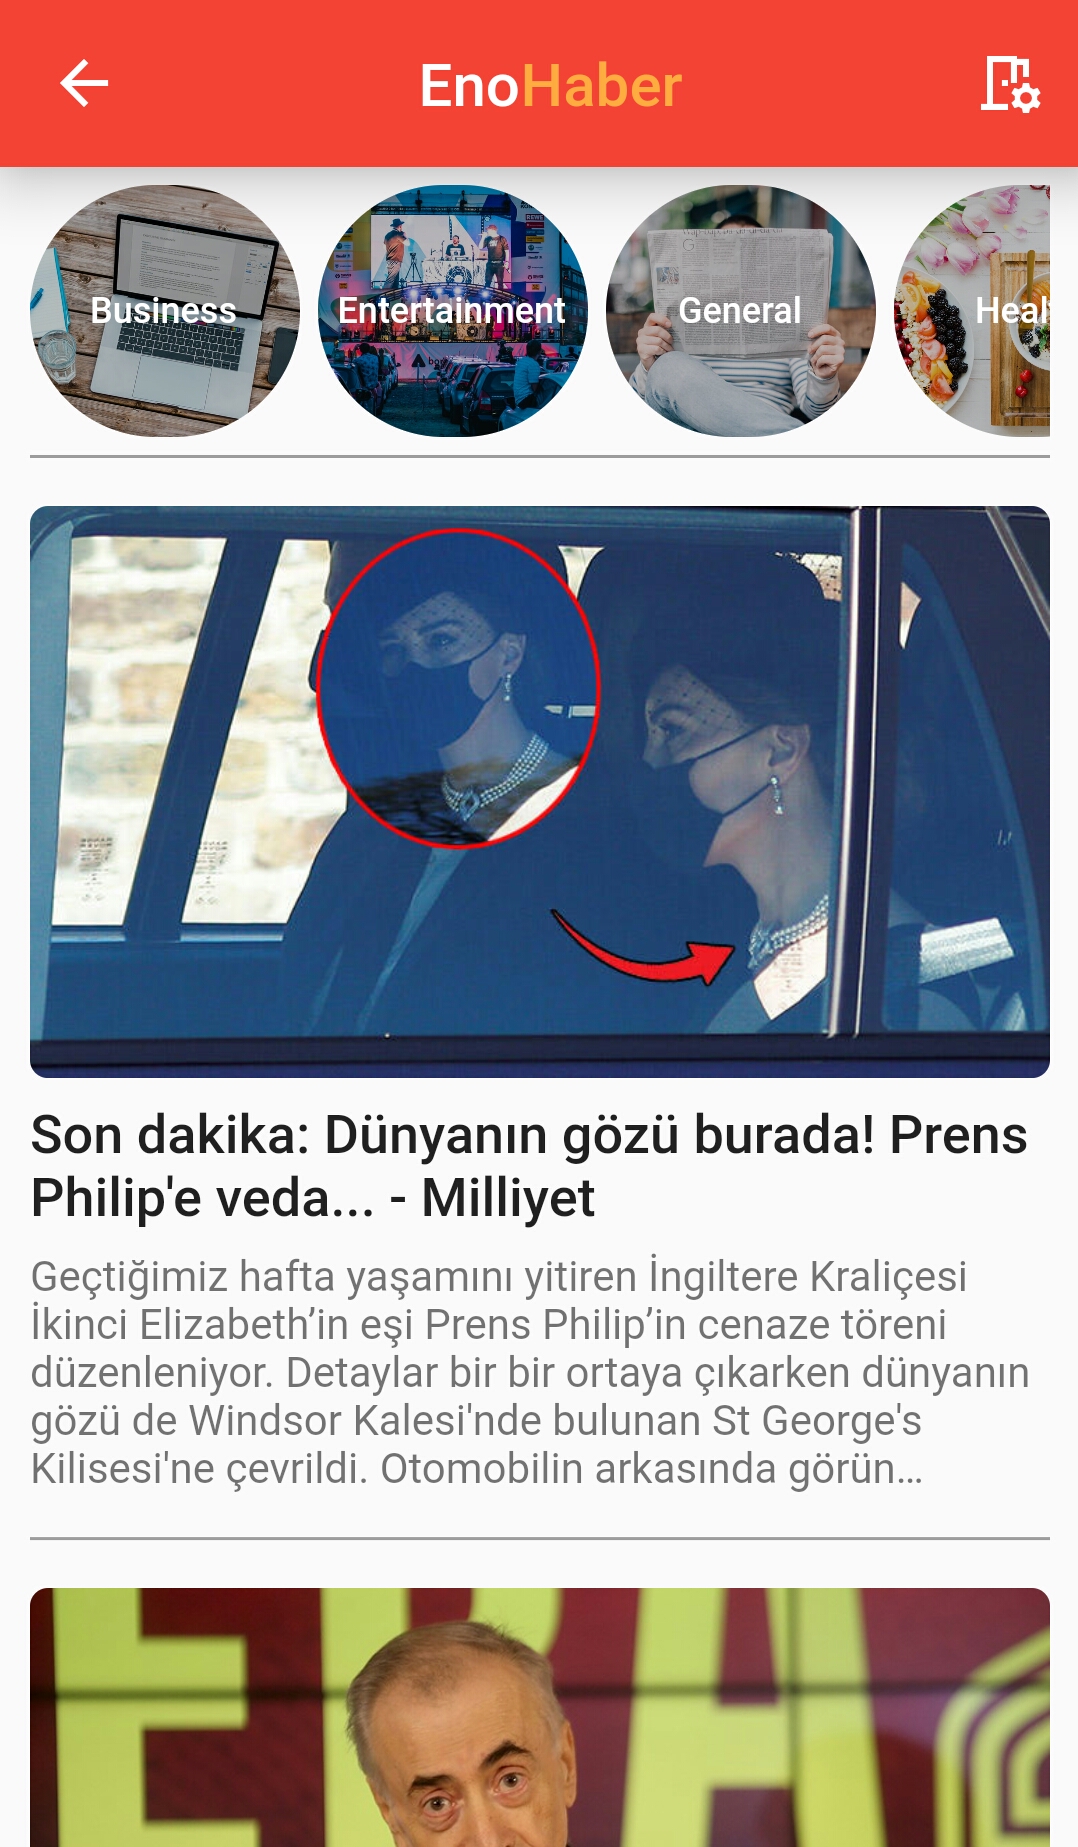 EnoHaber
Business
Entertainment
General
Heal
Son dakika: Dünyanın gözü burada! Prens
Philip'e veda... - Milliyet
Geçtiğimiz hafta yaşamını yitiren İngiltere Kraliçesi
İkinci Elizabeth’in eşi Prens Philip’in cenaze töreni
düzenleniyor. Detaylar bir bir ortaya çıkarken dünyanın
gözü de Windsor Kalesi'nde bulunan St George's
Kilisesi'ne çevrildi. Otomobilin arkasında görün…